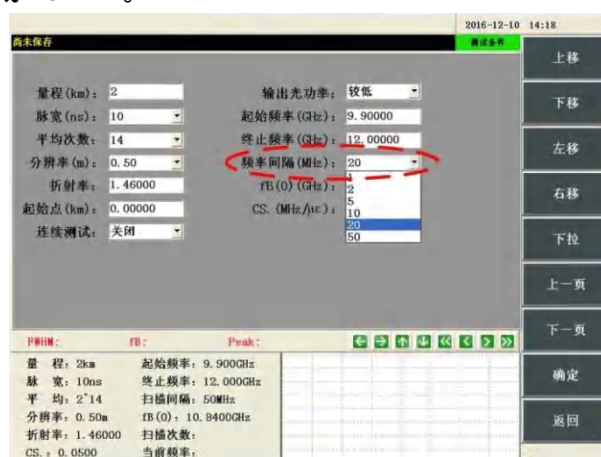 2016-12-10 14:18
尚未保存 测试条件
量程(km): 2 输出光功率: 较低
脉宽(ns): 10 起始频率(GHz): 9.90000
平均次数: 14 终止频率(GHz): 12.00000
分辨率(m): 0.50 频率间隔(MHz): 20
折射率: 1.46000 fB(0)(GHz):
起始点(km): 0.00000 CS. (MHz/με):
连续测试: 关闭
1
2
5
10
20
50
上移
下移
左移
右移
下拉
上一页
下一页
确定
返回
FWHM: fB: Peak:
量 程: 2km 起始频率: 9.900GHz
脉 宽: 10ns 终止频率: 12.000GHz
平 均: 2^14 扫描间隔: 50MHz
分辨率: 0.50m fB(0): 10.8400GHz
折射率: 1.46000 扫描次数:
CS.: 0.0500 当前频率: